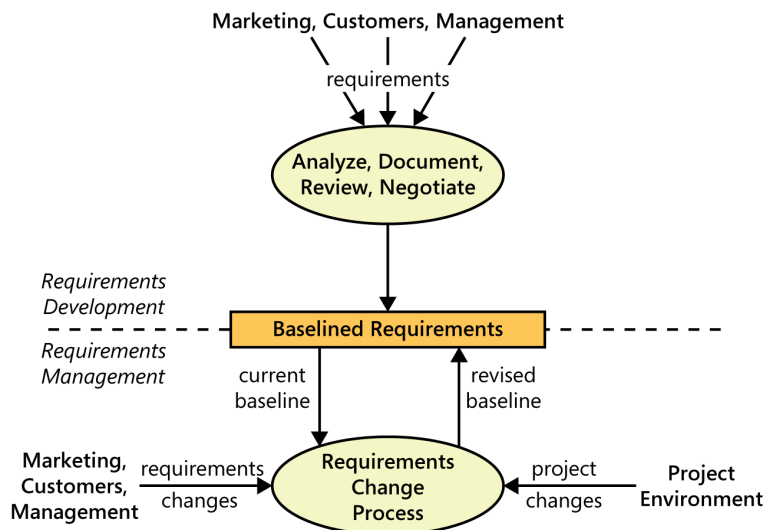 Marketing, Customers, Management
requirements
Analyze, Document,
Review, Negotiate
Requirements
Development
Baselined Requirements
Requirements
Management
current
baseline
revised
baseline
Marketing,
Customers,
Management
requirements
changes
Requirements
Change
Process
project
changes
Project
Environment